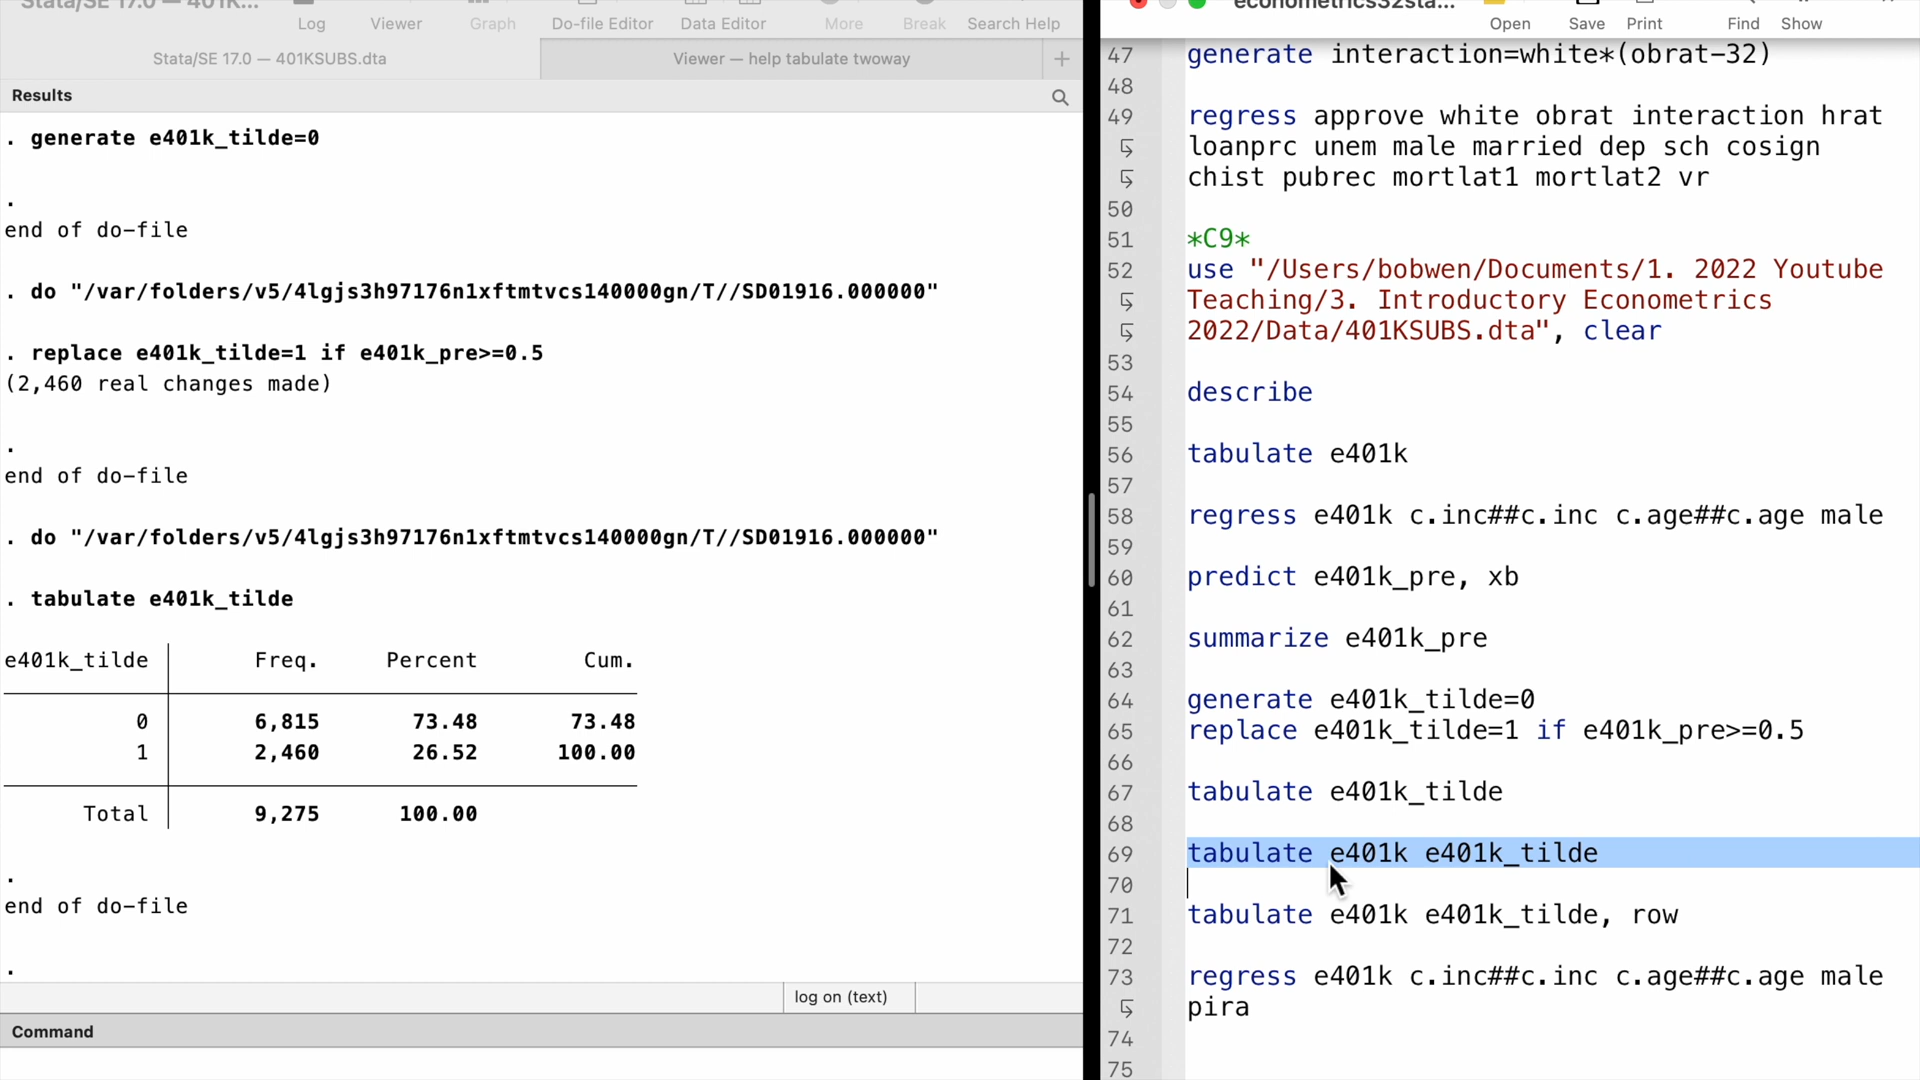 Stata/SE 17.0 — 401K...
Log Viewer Graph Do-file Editor Data Editor More Break Search Help
Stata/SE 17.0 — 401KSUBS.dta
Viewer — help tabulate twoway +
Results
. generate e401k_tilde=0
.
end of do-file
. do "/var/folders/v5/4lgjs3h97176n1xftmtvcs140000gn/T//SD01916.000000"
. replace e401k_tilde=1 if e401k_pre>=0.5
(2,460 real changes made)
.
end of do-file
. do "/var/folders/v5/4lgjs3h97176n1xftmtvcs140000gn/T//SD01916.000000"
. tabulate e401k_tilde
e401k_tilde Freq. Percent Cum.
0 6,815 73.48 73.48
1 2,460 26.52 100.00
Total 9,275 100.00
.
end of do-file
.
log on (text)
Command
econometrics32sta...
Open Save Print Find Show
47 generate interaction=white*(obrat-32)
48
49 regress approve white obrat interaction hrat
loanprc unem male married dep sch cosign
chist pubrec mortlat1 mortlat2 vr
50
51 *C9*
52 use "/Users/bobwen/Documents/1. 2022 Youtube
Teaching/3. Introductory Econometrics
2022/Data/401KSUBS.dta", clear
53
54 describe
55
56 tabulate e401k
57
58 regress e401k c.inc##c.inc c.age##c.age male
59
60 predict e401k_pre, xb
61
62 summarize e401k_pre
63
64 generate e401k_tilde=0
65 replace e401k_tilde=1 if e401k_pre>=0.5
66
67 tabulate e401k_tilde
68
69 tabulate e401k e401k_tilde
70
71 tabulate e401k e401k_tilde, row
72
73 regress e401k c.inc##c.inc c.age##c.age male
pira
74
75